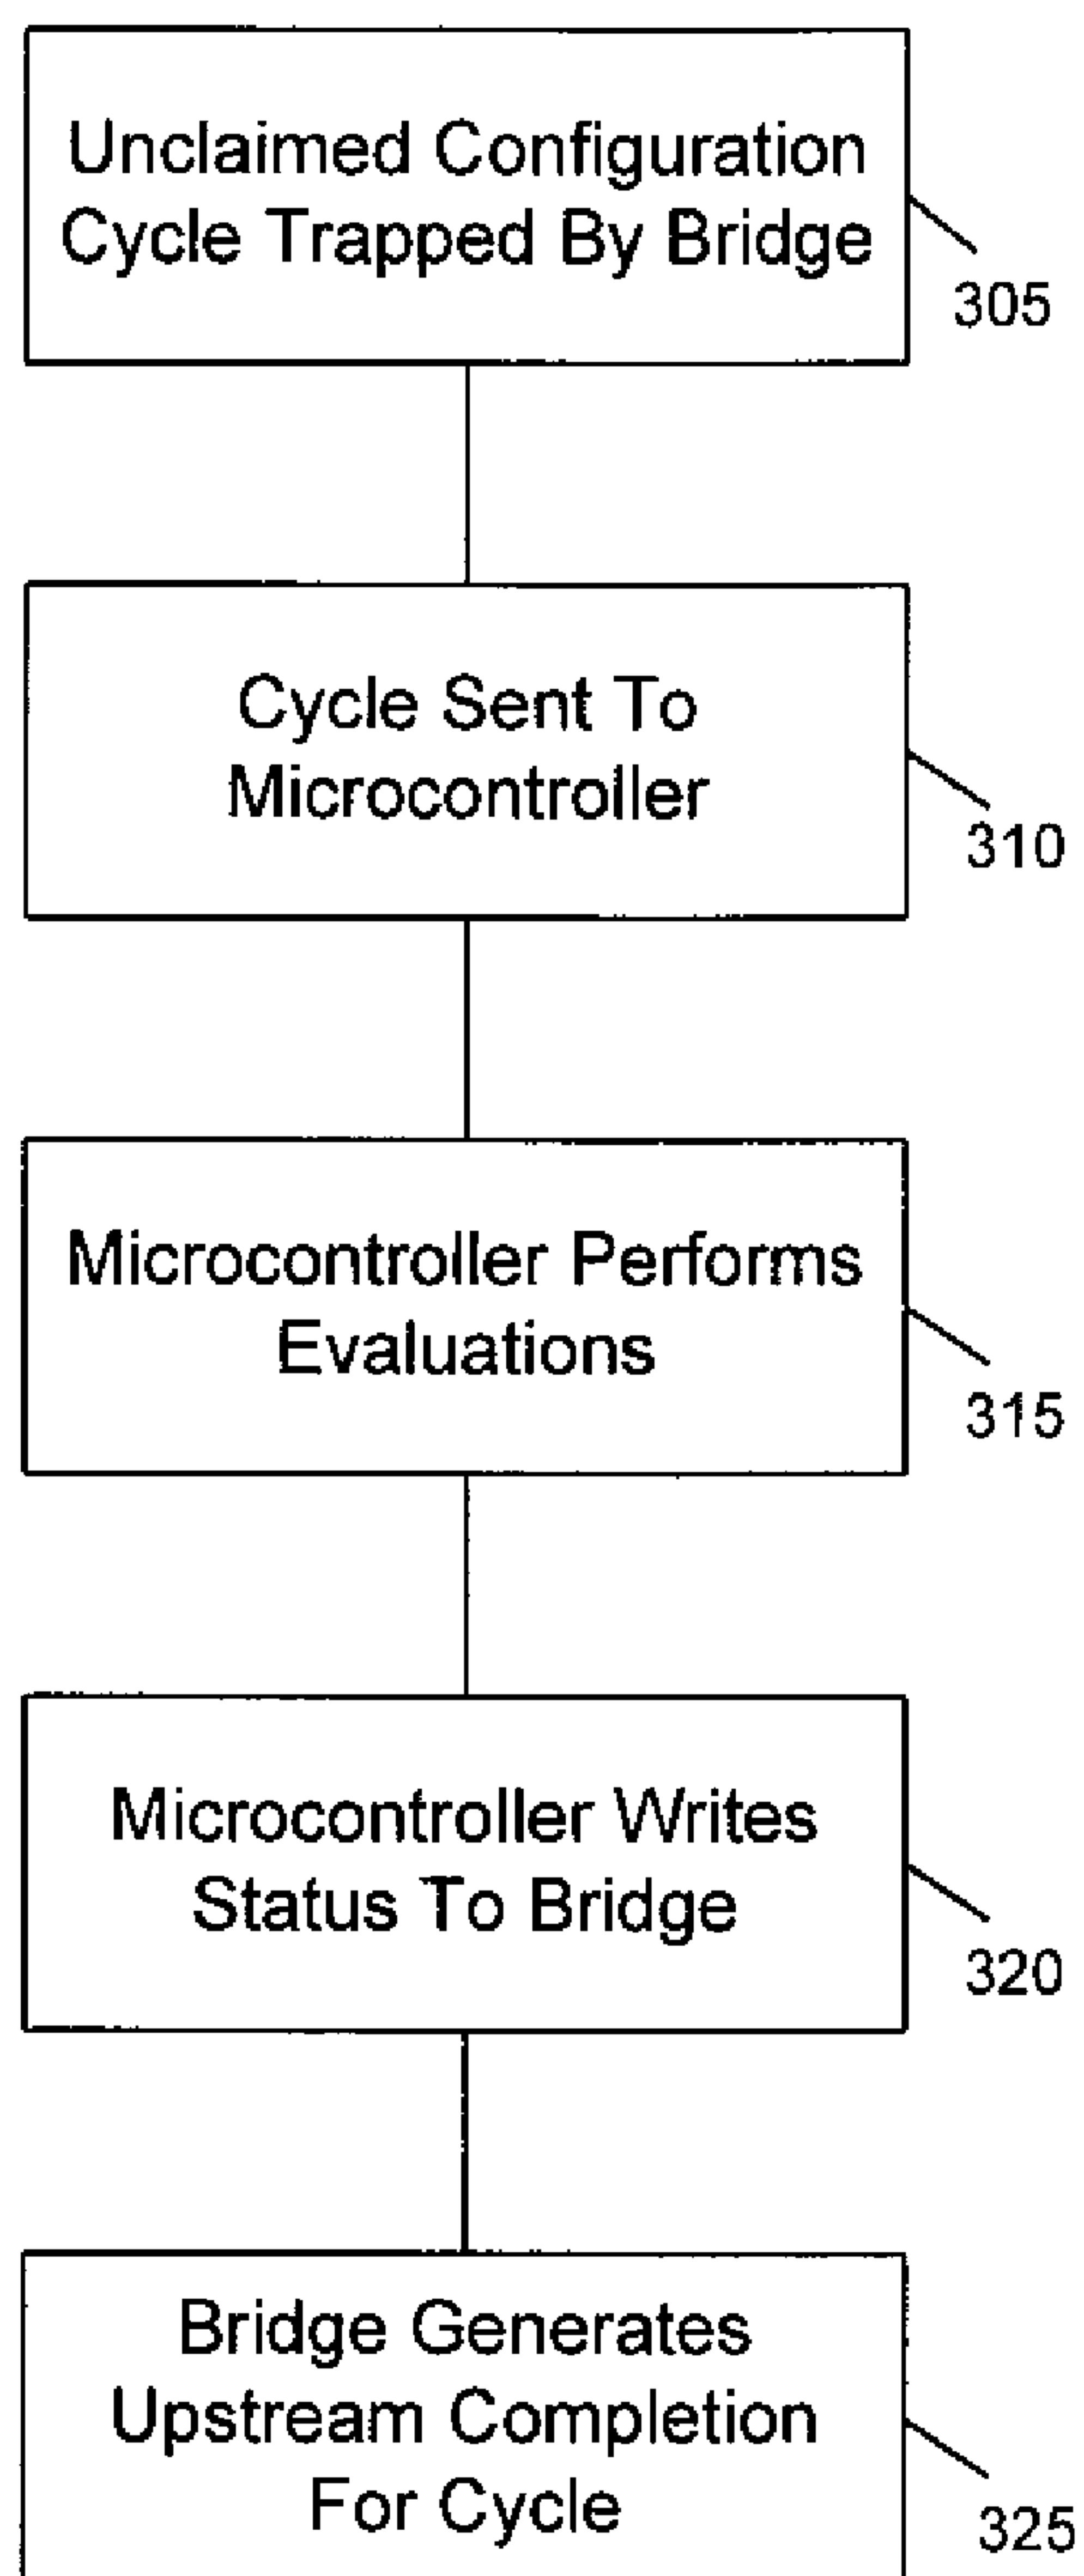 Unclaimed Configuration
Cycle Trapped By Bridge
305
Cycle Sent To
Microcontroller
310
Microcontroller Performs
Evaluations
315
Microcontroller Writes
Status To Bridge
320
Bridge Generates
Upstream Completion
For Cycle
325